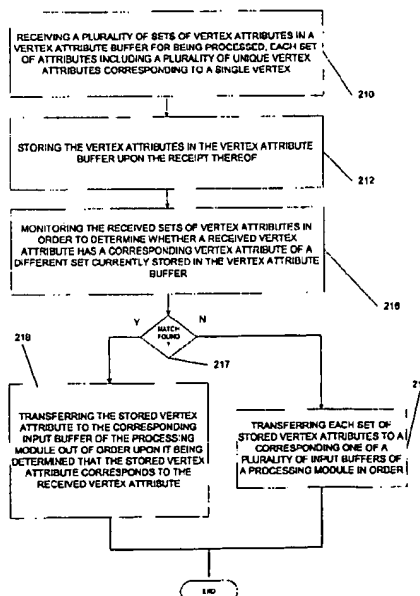 RECEIVING A PLURALITY OF SETS OF VERTEX ATTRIBUTES IN A
VERTEX ATTRIBUTE BUFFER FOR BEING PROCESSED, EACH SET
OF ATTRIBUTES INCLUDING A PLURALITY OF UNIQUE VERTEX
ATTRIBUTES CORRESPONDING TO A SINGLE VERTEX
210
STORING THE VERTEX ATTRIBUTES IN THE VERTEX ATTRIBUTE
BUFFER UPON THE RECEIPT THEREOF
212
MONITORING THE RECEIVED SETS OF VERTEX ATTRIBUTES IN
ORDER TO DETERMINE WHETHER A RECEIVED VERTEX
ATTRIBUTE HAS A CORRESPONDING VERTEX ATTRIBUTE OF A
DIFFERENT SET CURRENTLY STORED IN THE VERTEX ATTRIBUTE
BUFFER
216
Y
N
MATCH
FOUND
?
217
218
TRANSFERRING THE STORED VERTEX
ATTRIBUTE TO THE CORRESPONDING
INPUT BUFFER OF THE PROCESSING
MODULE OUT OF ORDER UPON IT BEING
DETERMINED THAT THE STORED VERTEX
ATTRIBUTE CORRESPONDS TO THE
RECEIVED VERTEX ATTRIBUTE
TRANSFERRING EACH SET OF
STORED VERTEX ATTRIBUTES TO A
CORRESPONDING ONE OF A
PLURALITY OF INPUT BUFFERS OF
A PROCESSING MODULE IN ORDER
END